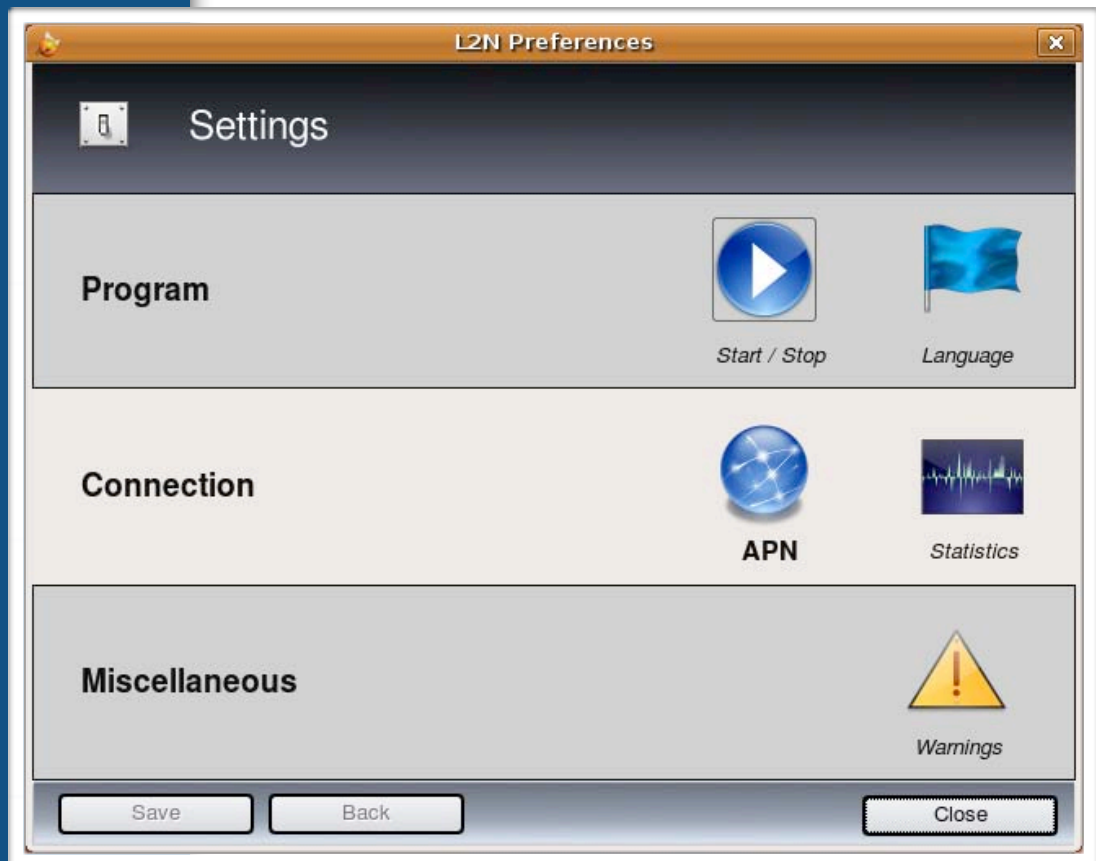 L2N Preferences
Settings
Program
Start / Stop
Language
Connection
APN
Statistics
Miscellaneous
Warnings
Save
Back
Close